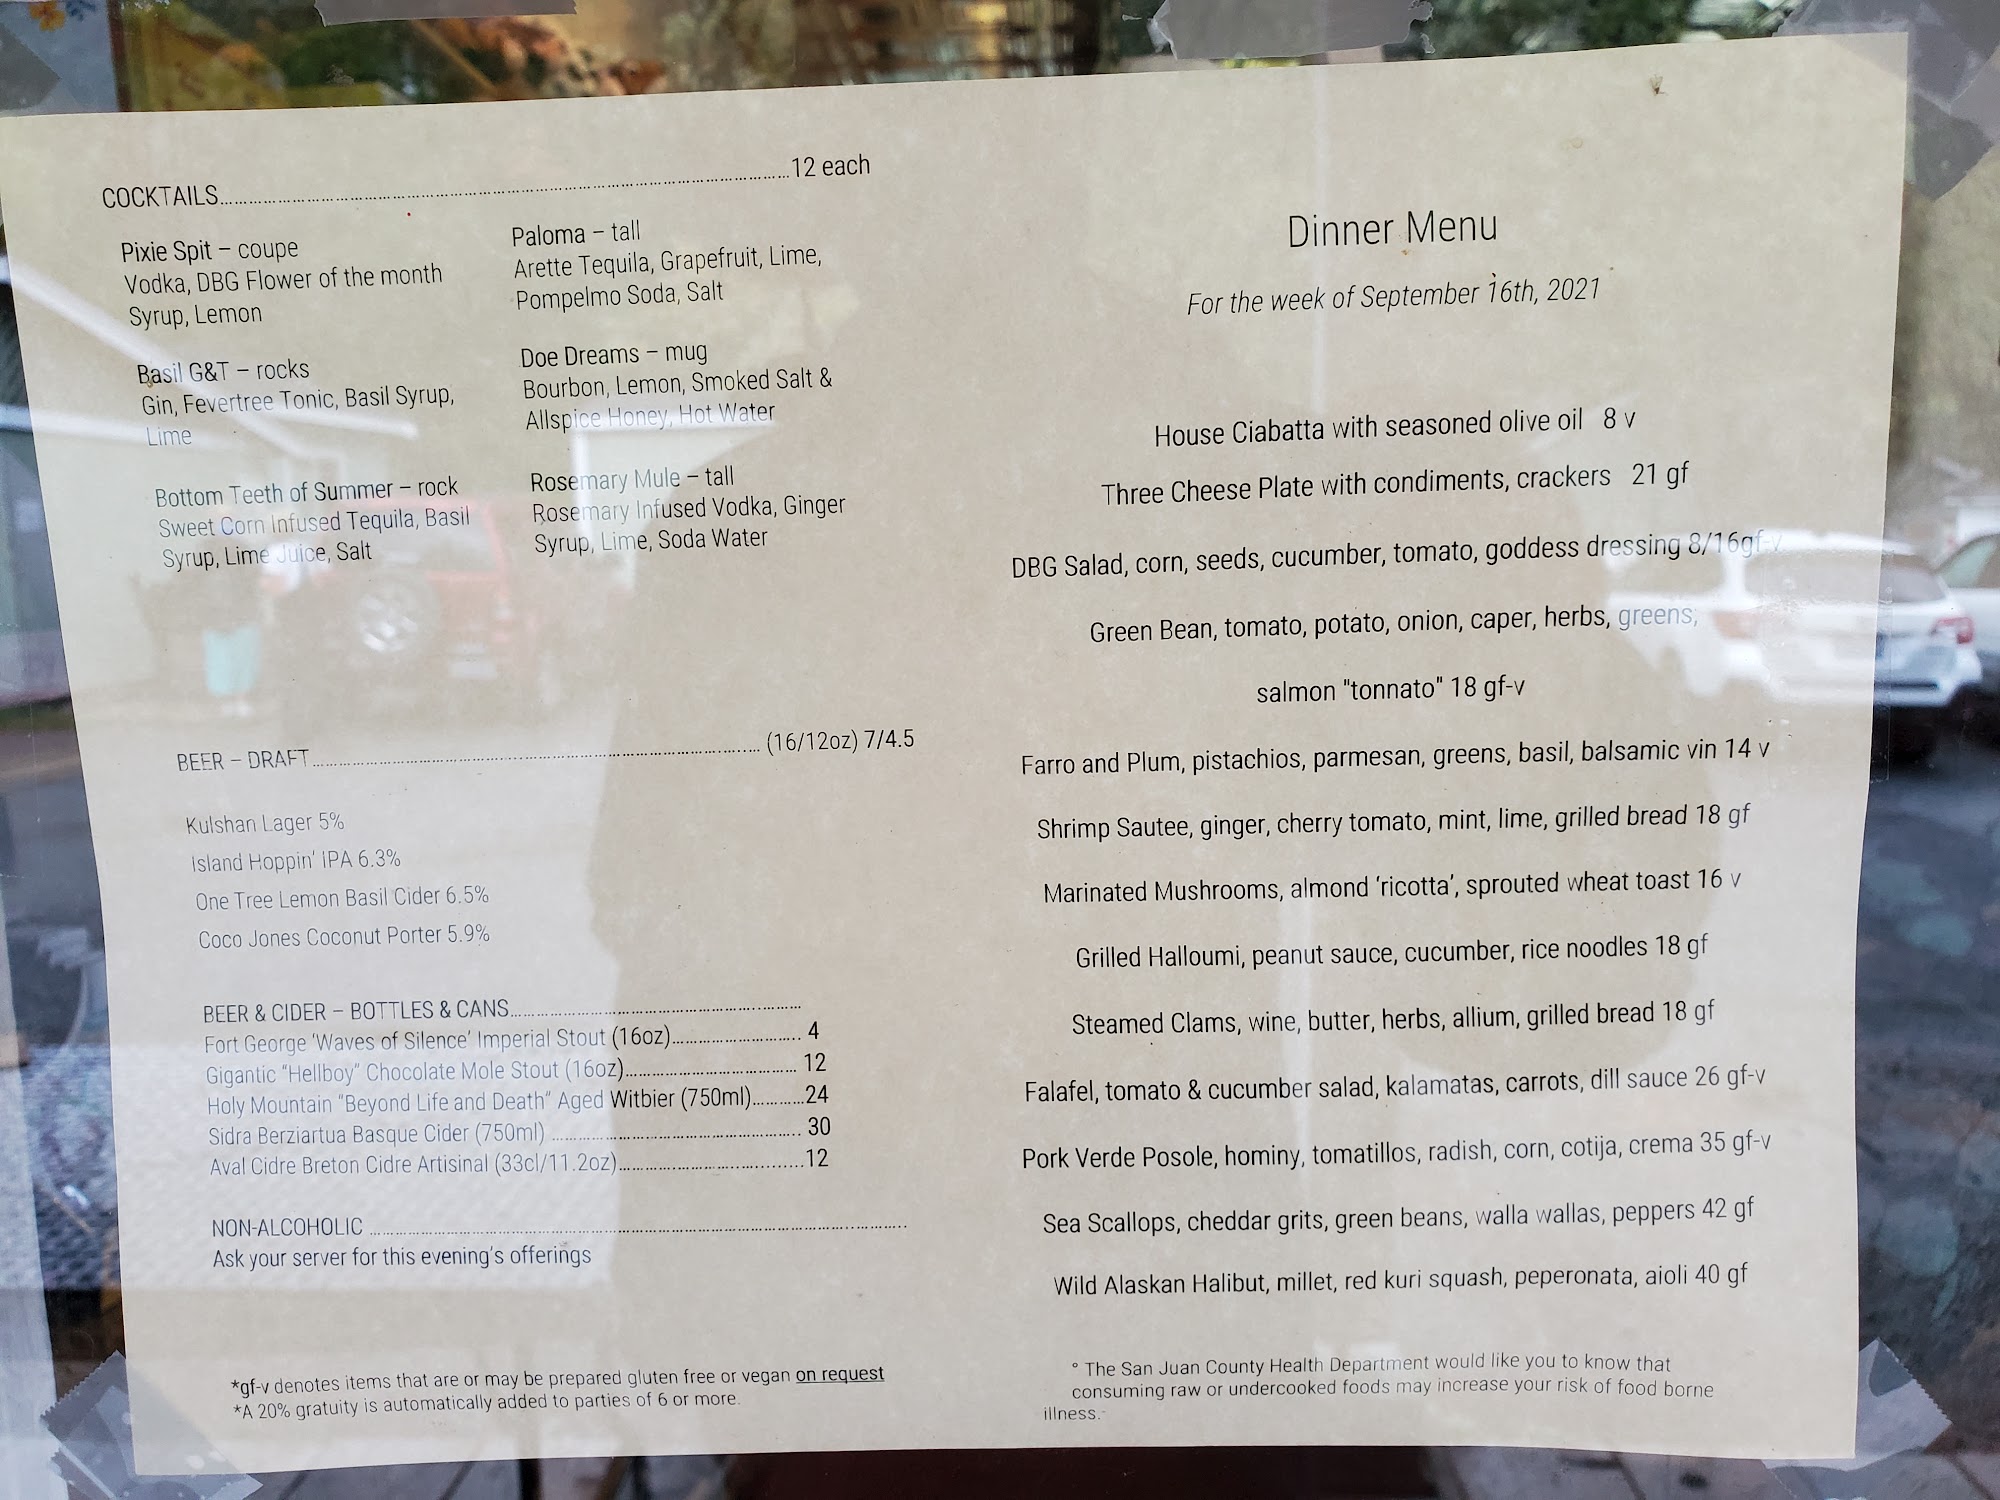 COCKTAILS........................12 each
Pixie Spit – coupe
Vodka, DBG Flower of the month
Syrup, Lemon
Basil G&T – rocks
Gin, Fevertree Tonic, Basil Syrup,
Lime
Bottom Teeth of Summer – rock
Sweet Corn Infused Tequila, Basil
Syrup, Lime Juice, Salt
Paloma – tall
Arette Tequila, Grapefruit, Lime,
Pompelmo Soda, Salt
Doe Dreams – mug
Bourbon, Lemon, Smoked Salt &
Allspice Honey, Hot Water
Rosemary Mule – tall
Rosemary Infused Vodka, Ginger
Syrup, Lime, Soda Water
BEER – DRAFT........................ (16/12oz) 7/4.5
Kulshan Lager 5%
Island Hoppin' IPA 6.3%
One Tree Lemon Basil Cider 6.5%
Coco Jones Coconut Porter 5.9%
BEER & CIDER – BOTTLES & CANS........................
Fort George 'Waves of Silence' Imperial Stout (16oz)........................ 4
Gigantic "Hellboy" Chocolate Mole Stout (16oz)........................ 12
Holy Mountain "Beyond Life and Death" Aged Witbier (750ml)............24
Sidra Berziartua Basque Cider (750ml) ........................ 30
Aval Cidre Breton Cidre Artisinal (33cl/11.2oz)........................12
NON-ALCOHOLIC ........................
Ask your server for this evening's offerings
*gf-v denotes items that are or may be prepared gluten free or vegan on request
*A 20% gratuity is automatically added to parties of 6 or more.
Dinner Menu
For the week of September 16th, 2021
House Ciabatta with seasoned olive oil 8 v
Three Cheese Plate with condiments, crackers 21 gf
DBG Salad, corn, seeds, cucumber, tomato, goddess dressing 8/16gf-v
Green Bean, tomato, potato, onion, caper, herbs, greens,
salmon "tonnato" 18 gf-v
Farro and Plum, pistachios, parmesan, greens, basil, balsamic vin 14 v
Shrimp Sautee, ginger, cherry tomato, mint, lime, grilled bread 18 gf
Marinated Mushrooms, almond 'ricotta', sprouted wheat toast 16 v
Grilled Halloumi, peanut sauce, cucumber, rice noodles 18 gf
Steamed Clams, wine, butter, herbs, allium, grilled bread 18 gf
Falafel, tomato & cucumber salad, kalamatas, carrots, dill sauce 26 gf-v
Pork Verde Posole, hominy, tomatillos, radish, corn, cotija, crema 35 gf-v
Sea Scallops, cheddar grits, green beans, walla wallas, peppers 42 gf
Wild Alaskan Halibut, millet, red kuri squash, peperonata, aioli 40 gf
° The San Juan County Health Department would like you to know that
consuming raw or undercooked foods may increase your risk of food borne
illness.